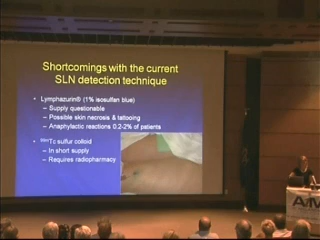 Shortcomings with the current
SLN detection technique
• Lymphazurin® (1% isosulfan blue)
– Supply questionable
– Possible skin necrosis & tattooing
– Anaphylactic reactions 0.2-2% of patients
• ⁹⁹ᵐTc sulfur colloid
– In short supply
– Requires radiopharmacy